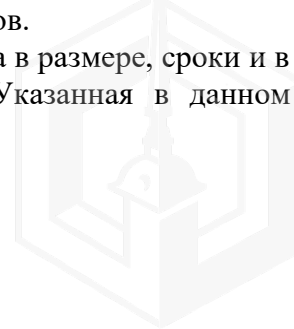 ов.
а в размере, сроки и в
Указанная в данном